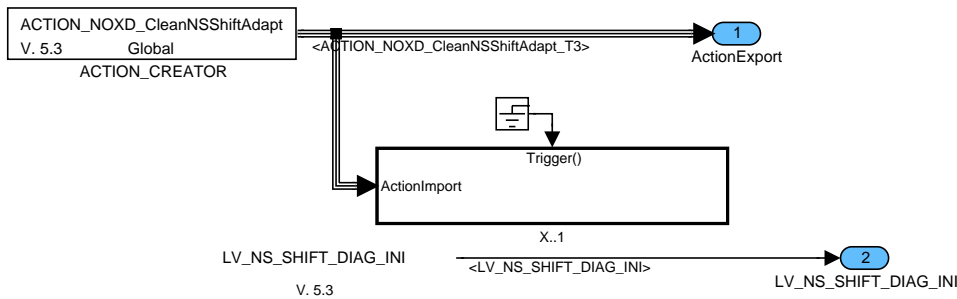 ACTION_NOXD_CleanNSShiftAdapt
V. 5.3 Global
ACTION_CREATOR
<ACTION_NOXD_CleanNSShiftAdapt_T3>
1
ActionExport
Trigger()
ActionImport
X..1
LV_NS_SHIFT_DIAG_INI
<LV_NS_SHIFT_DIAG_INI>
2
LV_NS_SHIFT_DIAG_INI
V. 5.3